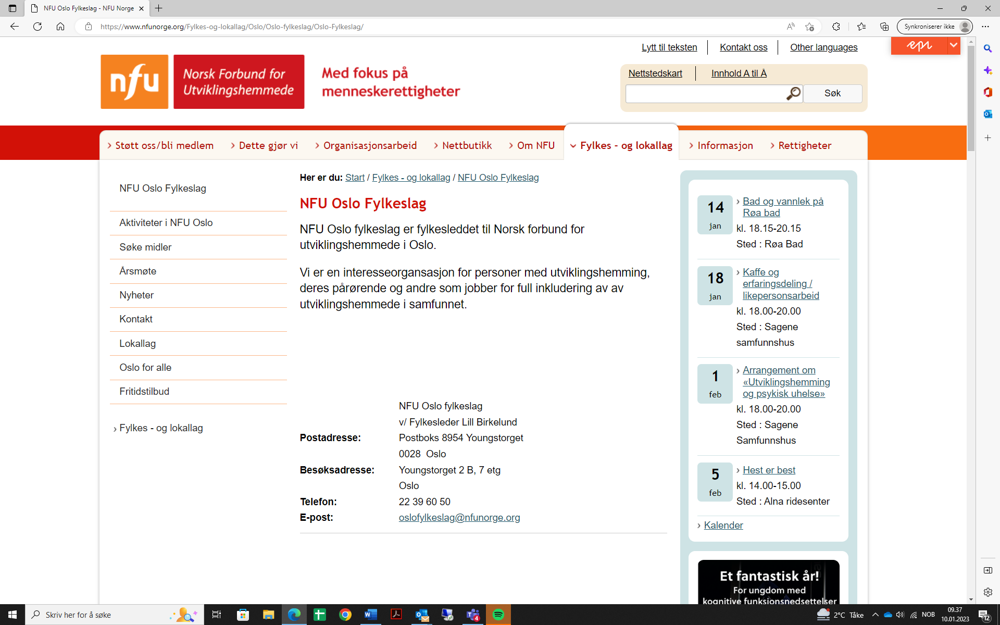 NFU Oslo Fylkeslag - NFU Norge
https://www.nfunorge.org/Fylkes-og-lokallag/Oslo/Oslo-fylkeslag/Oslo-Fylkeslag/
Synkroniserer ikke
Lytt til teksten
Kontakt oss
Other languages
epi
nfu
Norsk Forbund for
Utviklingshemmede
Med fokus på
menneskerettigheter
Nettstedskart
Innhold A til Å
Søk
Støtt oss/bli medlem
Dette gjør vi
Organisasjonsarbeid
Nettbutikk
Om NFU
Fylkes - og lokallag
Informasjon
Rettigheter
NFU Oslo Fylkeslag
Aktiviteter i NFU Oslo
Søke midler
Årsmøte
Nyheter
Kontakt
Lokallag
Oslo for alle
Fritidstilbud
Fylkes - og lokallag
Her er du: Start / Fylkes - og lokallag / NFU Oslo Fylkeslag
NFU Oslo Fylkeslag
NFU Oslo fylkeslag er fylkesleddet til Norsk forbund for
utviklingshemmede i Oslo.
Vi er en interesseorgansasjon for personer med utviklingshemming,
deres pårørende og andre som jobber for full inkludering av av
utviklingshemmede i samfunnet.
NFU Oslo fylkeslag
v/ Fylkesleder Lill Birkelund
Postadresse: Postboks 8954 Youngstorget
0028 Oslo
Besøksadresse: Youngstorget 2 B, 7 etg
Oslo
Telefon: 22 39 60 50
E-post: oslofylkeslag@nfunorge.org
14
jan
Bad og vannlek på
Røa bad
kl. 18.15-20.15
Sted : Røa Bad
18
jan
Kaffe og
erfaringsdeling /
likepersonsarbeid
kl. 18.00-20.00
Sted : Sagene
samfunnshus
1
feb
Arrangement om
«Utviklingshemming
og psykisk uhelse»
kl. 18.00-20.00
Sted : Sagene
Samfunnshus
5
feb
Hest er best
kl. 14.00-15.00
Sted : Alna ridesenter
Kalender
Et fantastisk år!
For ungdom med
kognitive funksjonsnedsettelser
Skriv her for å søke
4
2°C Tåke
NOB
09.37
10.01.2023
12